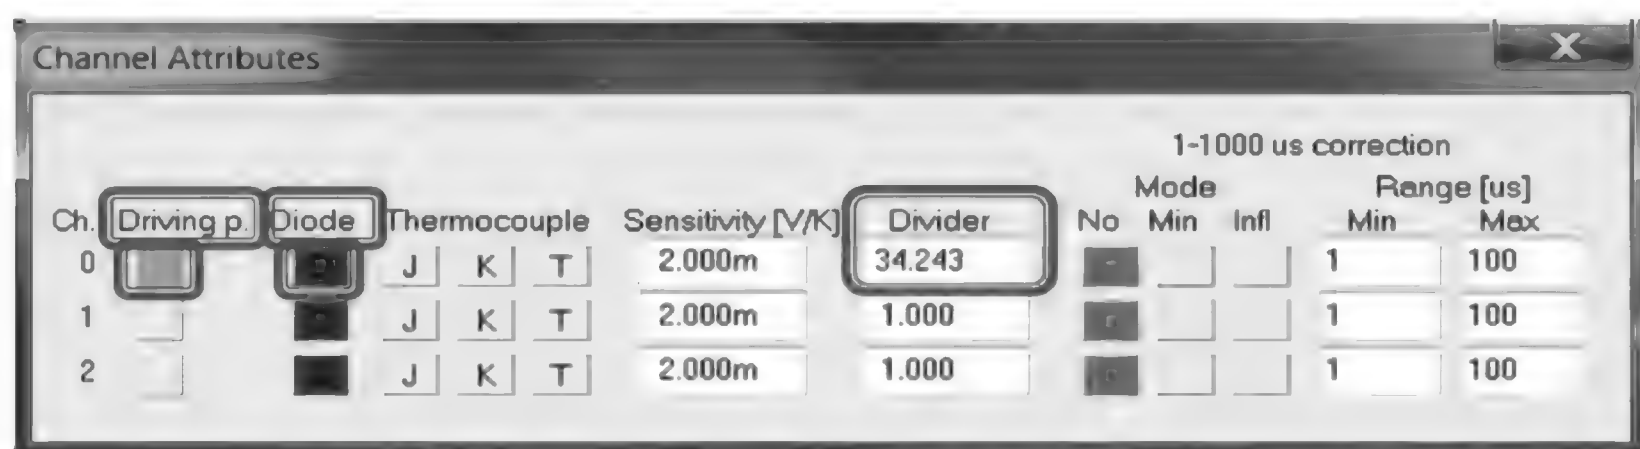 Channel Attributes X
1-1000 us correction
Mode Range [us]
Ch. Driving p. Diode Thermocouple Sensitivity [V/K] Divider No Min Infl Min Max
0 J K T 2.000m 34.243 1 100
1 J K T 2.000m 1.000 1 100
2 J K T 2.000m 1.000 1 100